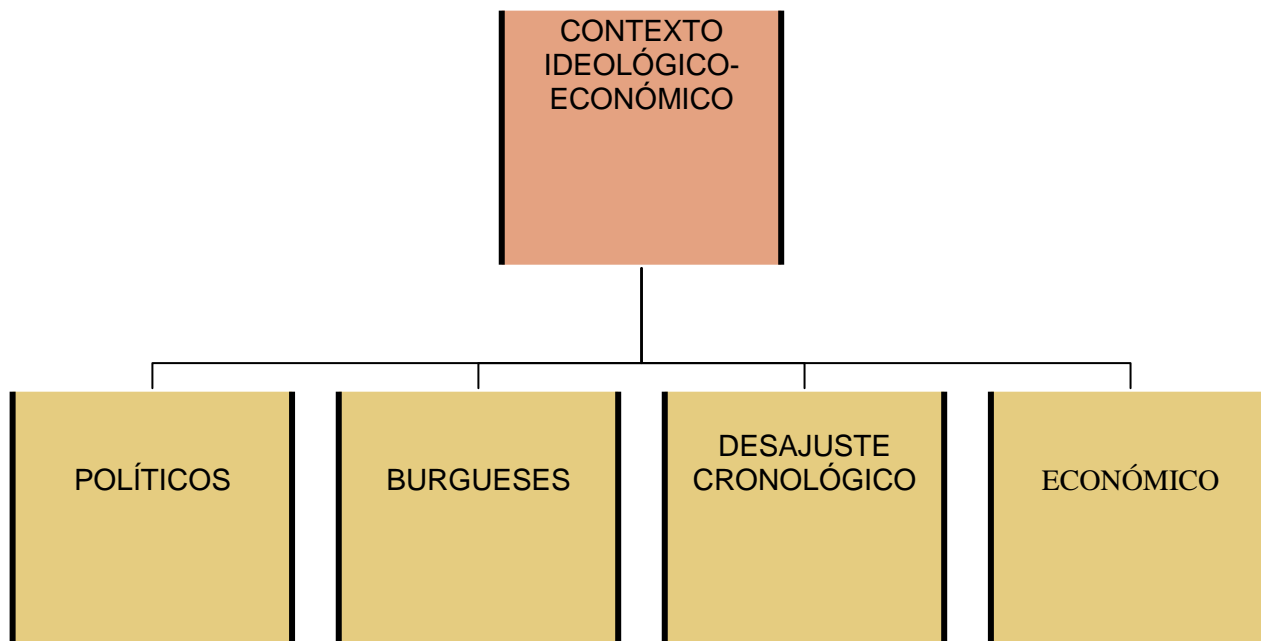 CONTEXTO
IDEOLÓGICO-
ECONÓMICO
POLÍTICOS
BURGUESES
DESAJUSTE
CRONOLÓGICO
ECONÓMICO